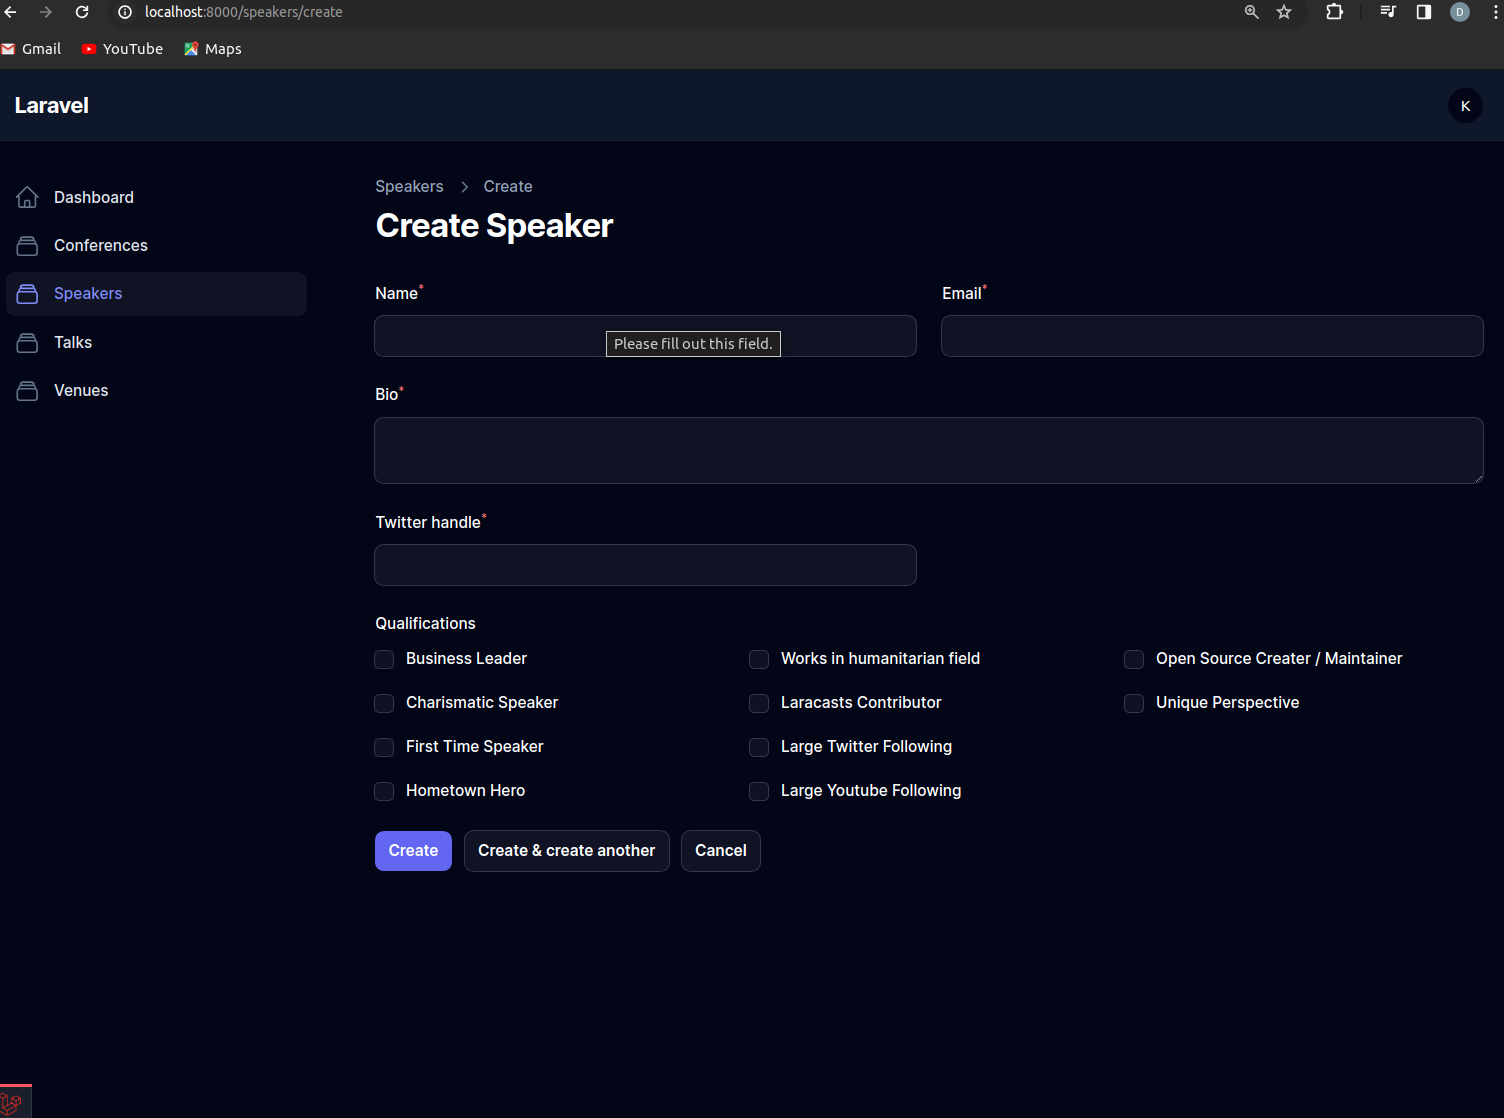 localhost:8000/speakers/create
D
Gmail YouTube Maps
Laravel
K
Dashboard
Conferences
Speakers
Talks
Venues
Speakers > Create
Create Speaker
Name* Email*
Please fill out this field.
Bio*
Twitter handle*
Qualifications
Business Leader Works in humanitarian field Open Source Creater / Maintainer
Charismatic Speaker Laracasts Contributor Unique Perspective
First Time Speaker Large Twitter Following
Hometown Hero Large Youtube Following
Create Create & create another Cancel